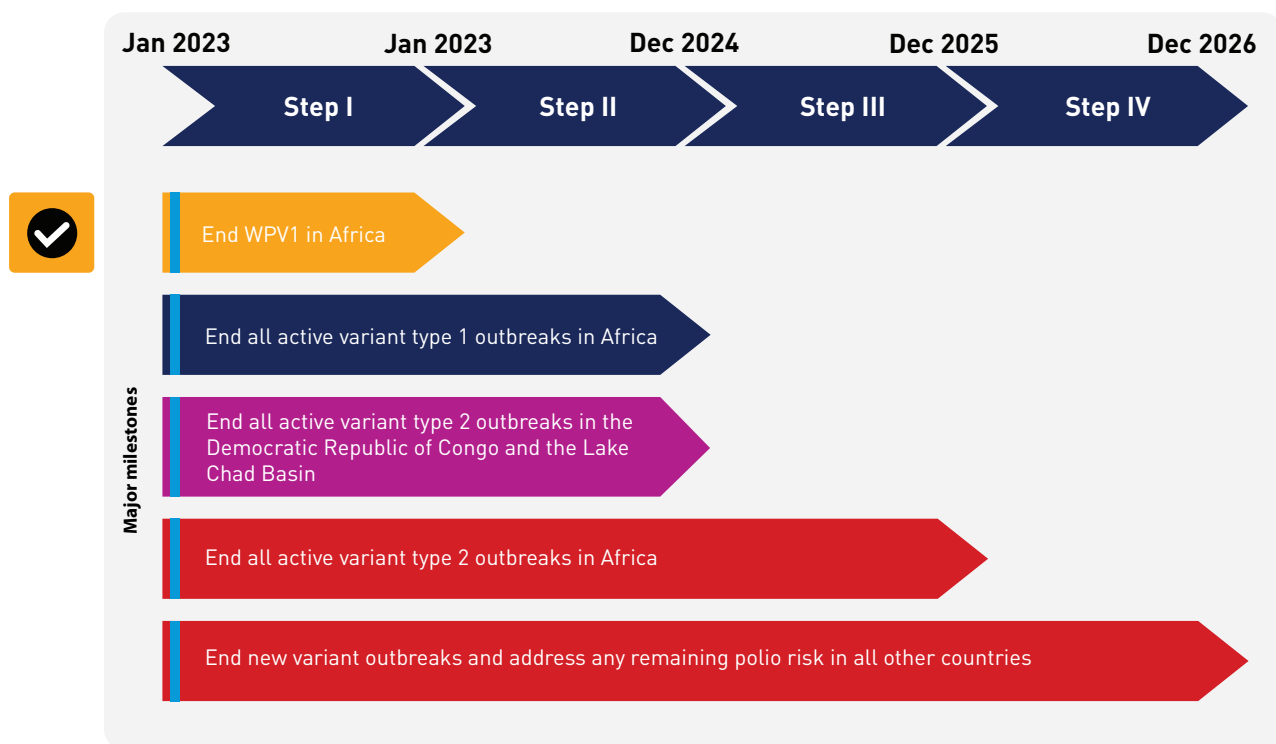 Jan 2023
Jan 2023
Dec 2024
Dec 2025
Dec 2026
Step I
Step II
Step III
Step IV
Major milestones
End WPV1 in Africa
End all active variant type 1 outbreaks in Africa
End all active variant type 2 outbreaks in the
Democratic Republic of Congo and the Lake
Chad Basin
End all active variant type 2 outbreaks in Africa
End new variant outbreaks and address any remaining polio risk in all other countries